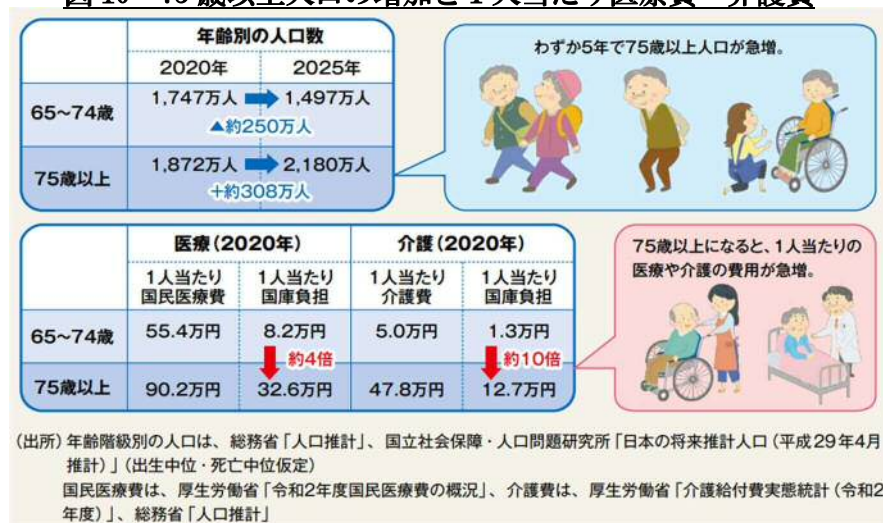 年齢別の人口数
2020年 2025年
65~74歳 1,747万人 1,497万人
▲約250万人
75歳以上 1,872万人 2,180万人
+約308万人
わずか5年で75歳以上人口が急増。
医療(2020年) 介護(2020年)
1人当たり 1人当たり 1人当たり 1人当たり
国民医療費 国庫負担 介護費 国庫負担
65~74歳 55.4万円 8.2万円 5.0万円 1.3万円
約4倍 約10倍
75歳以上 90.2万円 32.6万円 47.8万円 12.7万円
75歳以上になると、1人当たりの
医療や介護の費用が急増。
(出所)年齢階級別の人口は、総務省「人口推計」、国立社会保障・人口問題研究所「日本の将来推計人口(平成29年4月
推計)」(出生中位・死亡中位仮定)
国民医療費は、厚生労働省「令和2年度国民医療費の概況」、介護費は、厚生労働省「介護給付費実態統計(令和2
年度)」、総務省「人口推計」